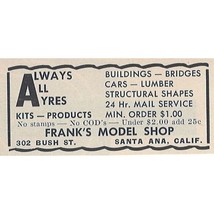 ALWAYS
ALL
AYRES
KITS — PRODUCTS
BUILDINGS — BRIDGES
CARS — LUMBER
STRUCTURAL SHAPES
24 Hr. MAIL SERVICE
MIN. ORDER $1.00
No stamps — No COD's — Under $2.00 add 25c
FRANK'S MODEL SHOP
302 BUSH ST. SANTA ANA, CALIF.